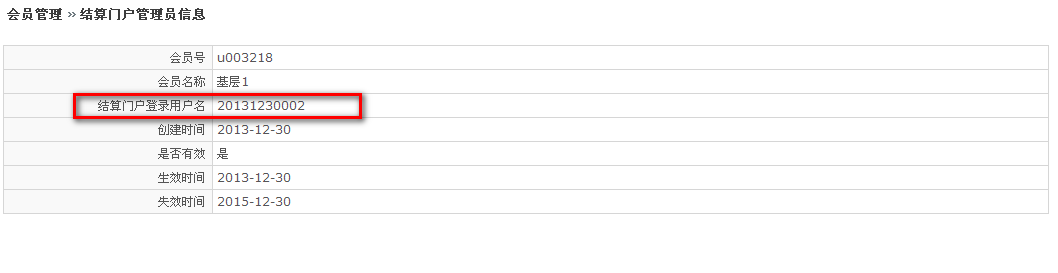 会员管理 » 结算门户管理员信息
会员号 u003218
会员名称 基层1
结算门户登录用户名 20131230002
创建时间 2013-12-30
是否有效 是
生效时间 2013-12-30
失效时间 2015-12-30